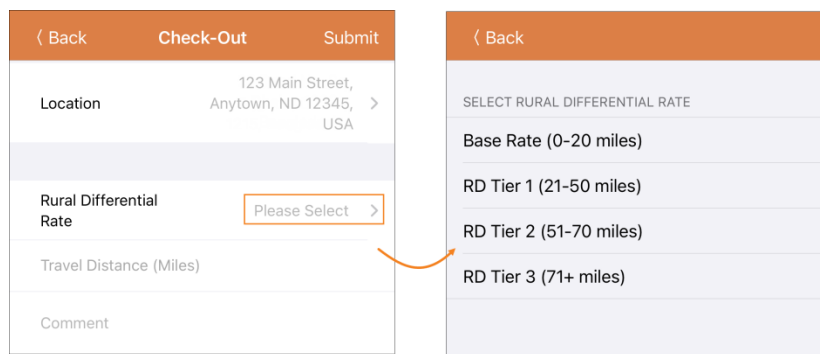 Back
Check-Out
Submit
Location
123 Main Street,
Anytown, ND 12345,
USA
Rural Differential
Rate
Please Select
Travel Distance (Miles)
Comment
Back
SELECT RURAL DIFFERENTIAL RATE
Base Rate (0-20 miles)
RD Tier 1 (21-50 miles)
RD Tier 2 (51-70 miles)
RD Tier 3 (71+ miles)